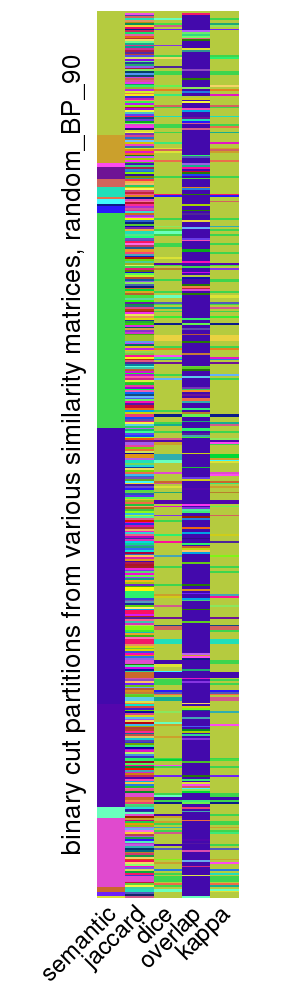 binary cut partitions from various similarity matrices, random_BP_90
semantic
jaccard
dice
overlap
kappa